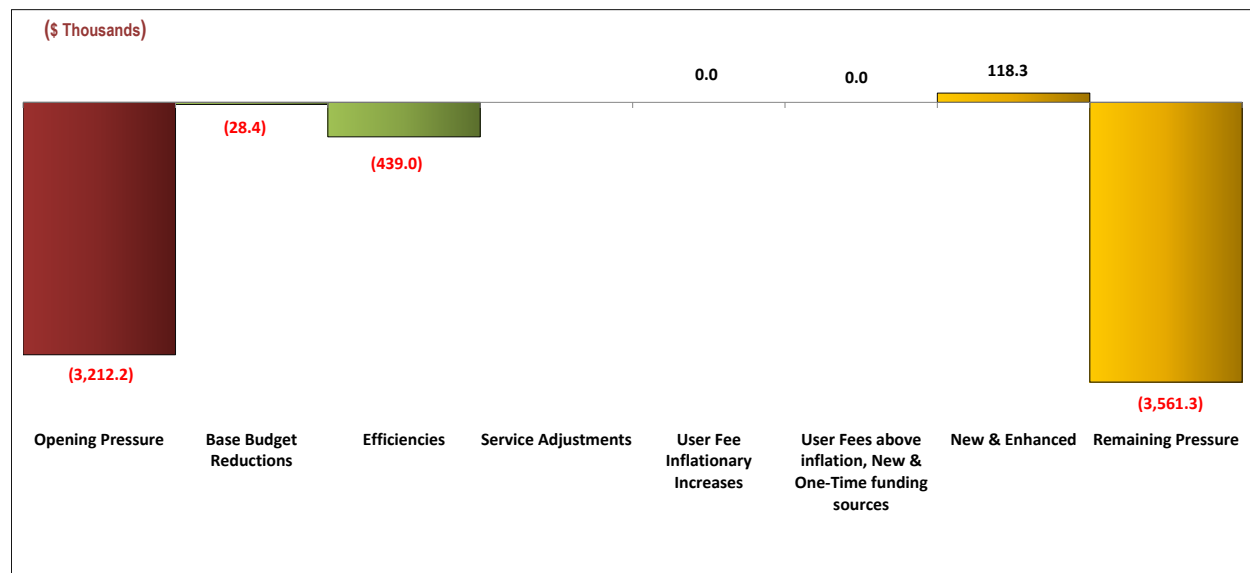 ($ Thousands)
0.0
0.0
118.3
(28.4)
(439.0)
(3,212.2)
(3,561.3)
Opening Pressure
Base Budget
Reductions
Efficiencies
Service Adjustments
User Fee
Inflationary
Increases
User Fees above
inflation, New &
One-Time funding
sources
New & Enhanced
Remaining Pressure